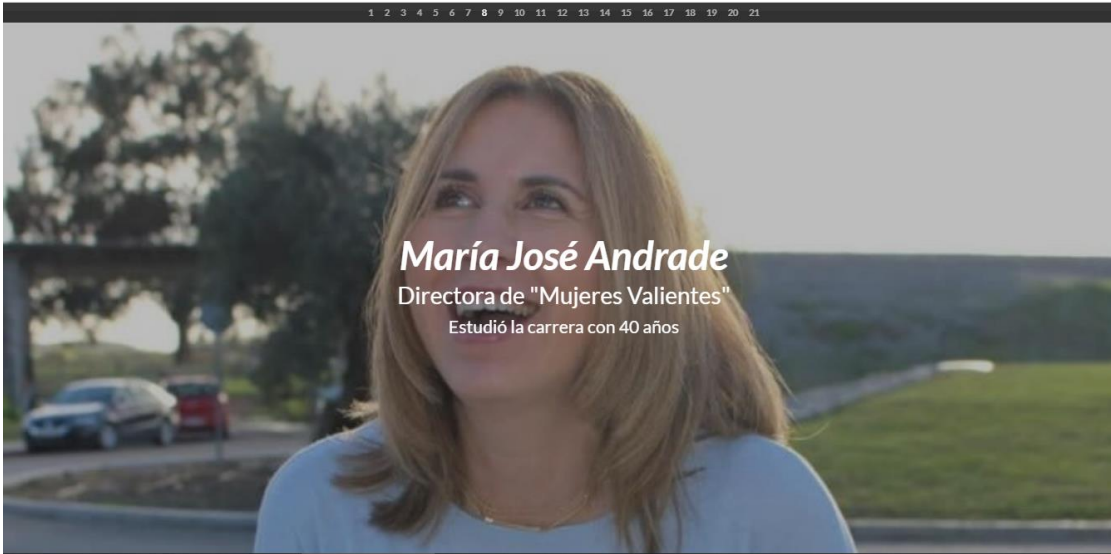 1 2 3 4 5 6 7 8 9 10 11 12 13 14 15 16 17 18 19 20 21
María José Andrade
Directora de "Mujeres Valientes"
Estudió la carrera con 40 años